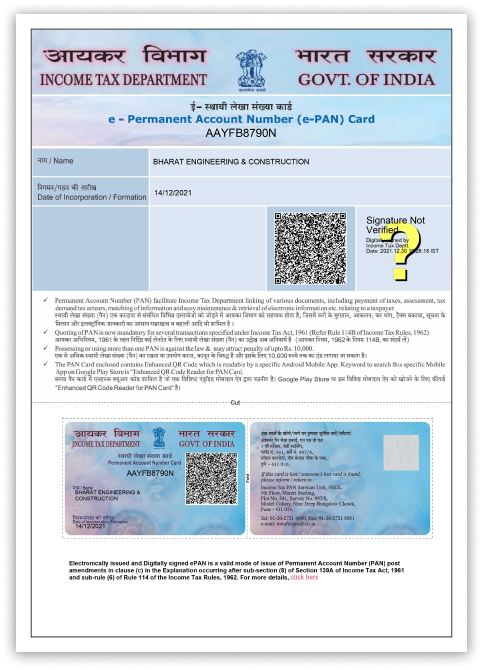 आयकर विभाग
INCOME TAX DEPARTMENT
भारत सरकार
GOVT. OF INDIA
ई- स्थायी लेखा संख्या कार्ड
e - Permanent Account Number (e-PAN) Card
AAYFB8790N
नाम / Name
BHARAT ENGINEERING & CONSTRUCTION
निगमन/गठन की तारीख
Date of Incorporation / Formation
14/12/2021
Signature Not
Verified
Digitally signed by
Income Tax Deptt.
Date: 2021.12.30
18 IST
✓ Permanent Account Number (PAN) facilitate Income Tax Department linking of various documents, including payment of taxes, assessment, tax
demand tax arrears, matching of information and easy maintenance & retrieval of electronic information etc. relating to a taxpayer.
स्थायी लेखा संख्या (पैन) एक करदाता से संबंधित विभिन्न दस्तावेजों को जोड़ने में आयकर विभाग को सहायक होता है, जिसमें करों के भुगतान, आकलन, कर मांग, टैक्स बकाया, सूचना के
मिलान और इलक्ट्रॉनिक जानकारी का आसान रखरखाव व बहाली आदि भी शामिल है ।
✓ Quoting of PAN is now mandatory for several transactions specified under Income Tax Act, 1961 (Refer Rule 114B of Income Tax Rules, 1962)
आयकर अधिनियम, 1961 के तहत निर्दिष्ट कई लेनदेन के लिए स्थायी लेखा संख्या (पैन) का उल्लेख अब अनिवार्य है (आयकर नियम, 1962 के नियम 114B, का संदर्भ लें)
✓ Possessing or using more than one PAN is against the law & may attract penalty of upto Rs. 10,000.
एक से अधिक स्थायी लेखा संख्या (पैन) का रखना या उपयोग करना, कानून के विरुद्ध है और इसके लिए 10,000 रुपये तक का दंड लगाया जा सकता है।
✓ The PAN Card enclosed contains Enhanced QR Code which is readable by a specific Android Mobile App. Keyword to search this specific Mobile
App on Google Play Store is "Enhanced QR Code Reader for PAN Card.
संलग्न पैन कार्ड में एनहान्स क्यूआर कोड शामिल है जो एक विशिष्ट एंड्रॉइड मोबाइल ऐप द्वारा पठनीय है। Google Play Store पर इस विशिष्ट मोबाइल ऐप को खोजने के लिए कीवर्ड
"Enhanced QR Code Reader for PAN Card" है।
Cut
आयकर विभाग
INCOME TAX DEPARTMENT
भारत सरकार
GOVT. OF INDIA
स्थायी लेखा संख्या कार्ड
Permanent Account Number Card
AAYFB8790N
नाम / Name
BHARAT ENGINEERING &
CONSTRUCTION
निगमन/गठन की तारीख
Date of Incorporation / Formation
14/12/2021
Fold
If this card is lost / someone's lost card is found,
please inform / return to :
Income Tax PAN Services Unit, NSDL
5th Floor, Mantri Sterling,
Plot No. 341, Survey No. 997/8,
Model Colony, Near Deep Bungalow Chowk,
Pune - 411 016.
Tel: 91-20-2721 8080, Fax: 91-20-2721 8081
e-mail: tininfo@nsdl.co.in
Electronically issued and Digitally signed ePAN is a valid mode of issue of Permanent Account Number (PAN) post
amendments in clause (c) in the Explanation occurring after sub-section (8) of Section 139A of Income Tax Act, 1961
and sub-rule (6) of Rule 114 of the Income Tax Rules, 1962. For more details, click here